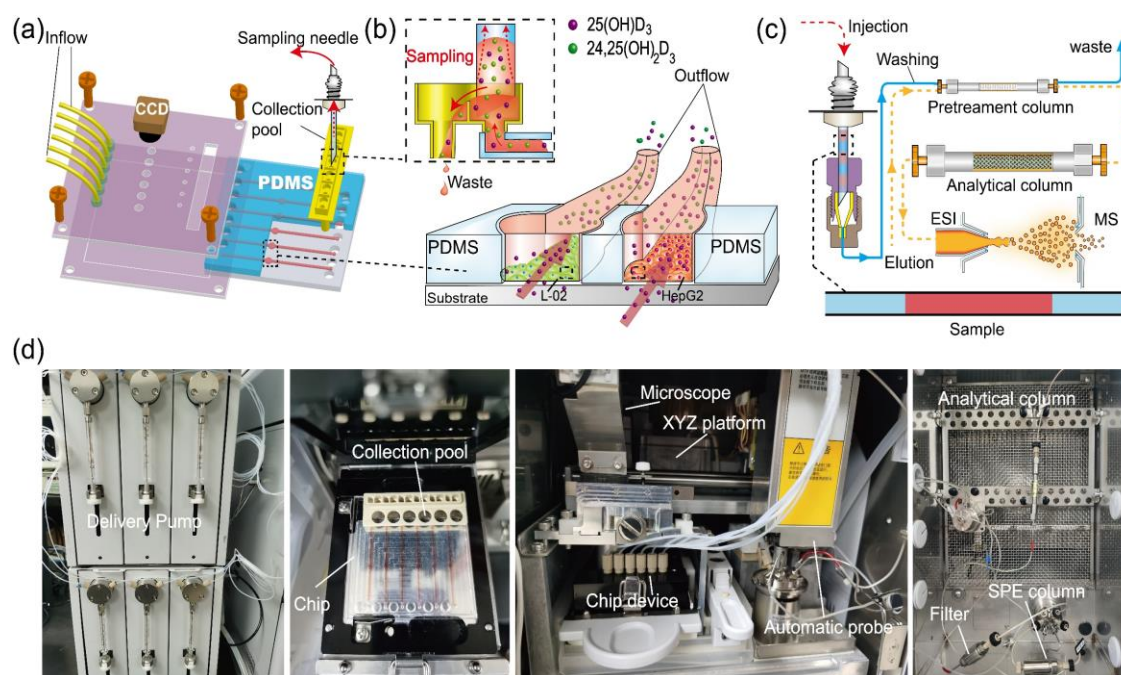 (a)
Inflow
Sampling needle
CCD
Collection
pool
PDMS
(b)
25(OH)D3
24,25(OH)2D3
Sampling
Outflow
Waste
PDMS
PDMS
L-02
HepG2
Substrate
(c)
Injection
Washing
waste
Pretreament column
Analytical column
ESI
MS
Elution
Sample
(d)
Delivery Pump
Collection pool
Chip
Microscope
XYZ platform
Chip device
Automatic probe
Analytical column
SPE column
Filter